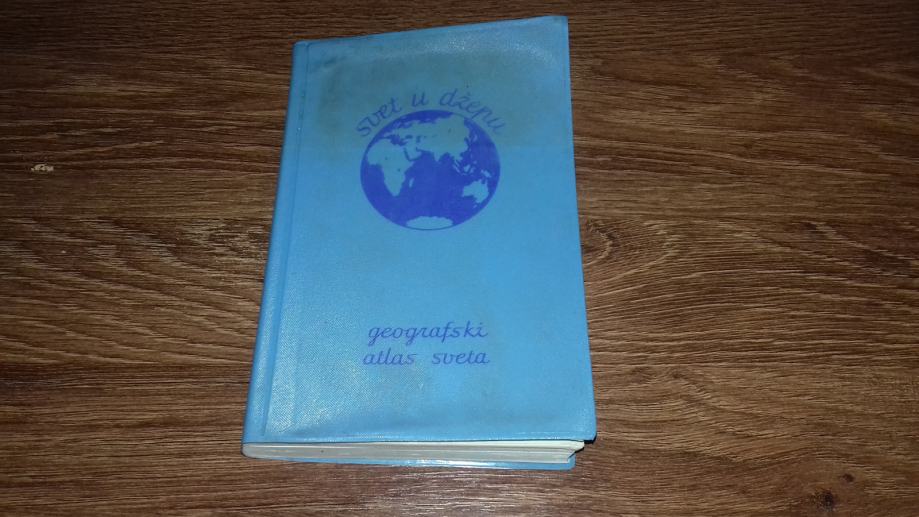 svet u džepu
geografski
atlas sveta